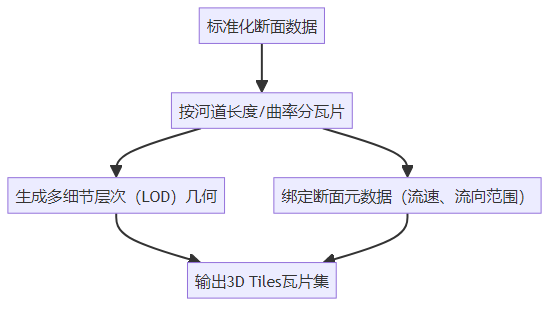 标准化断面数据
按河道长度/曲率分瓦片
生成多细节层次（LOD）几何
绑定断面元数据（流速、流向范围）
输出3D Tiles瓦片集